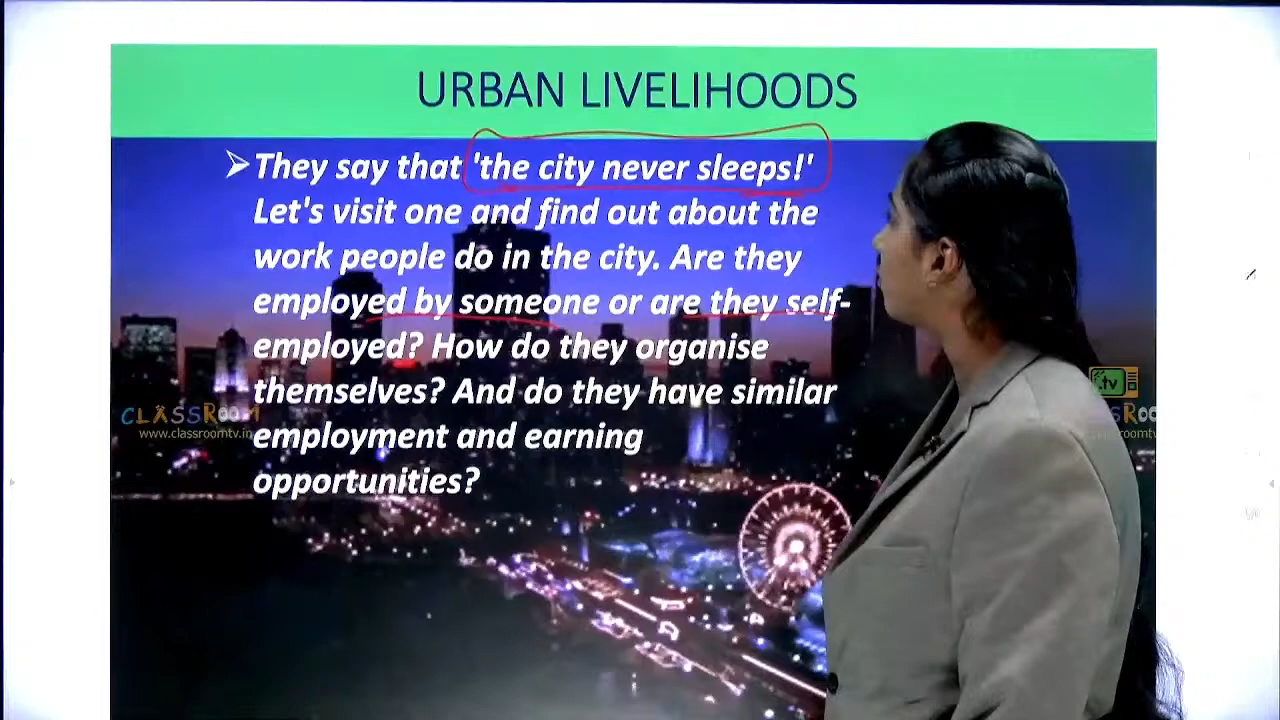 URBAN LIVELIHOODS
They say that 'the city never sleeps!'
Let's visit one and find out about the
work people do in the city. Are they
employed by someone or are they self-
employed? How do they organise
themselves? And do they have similar
employment and earning
opportunities?
CLASSROOM
www.classroomtv.in
.tv